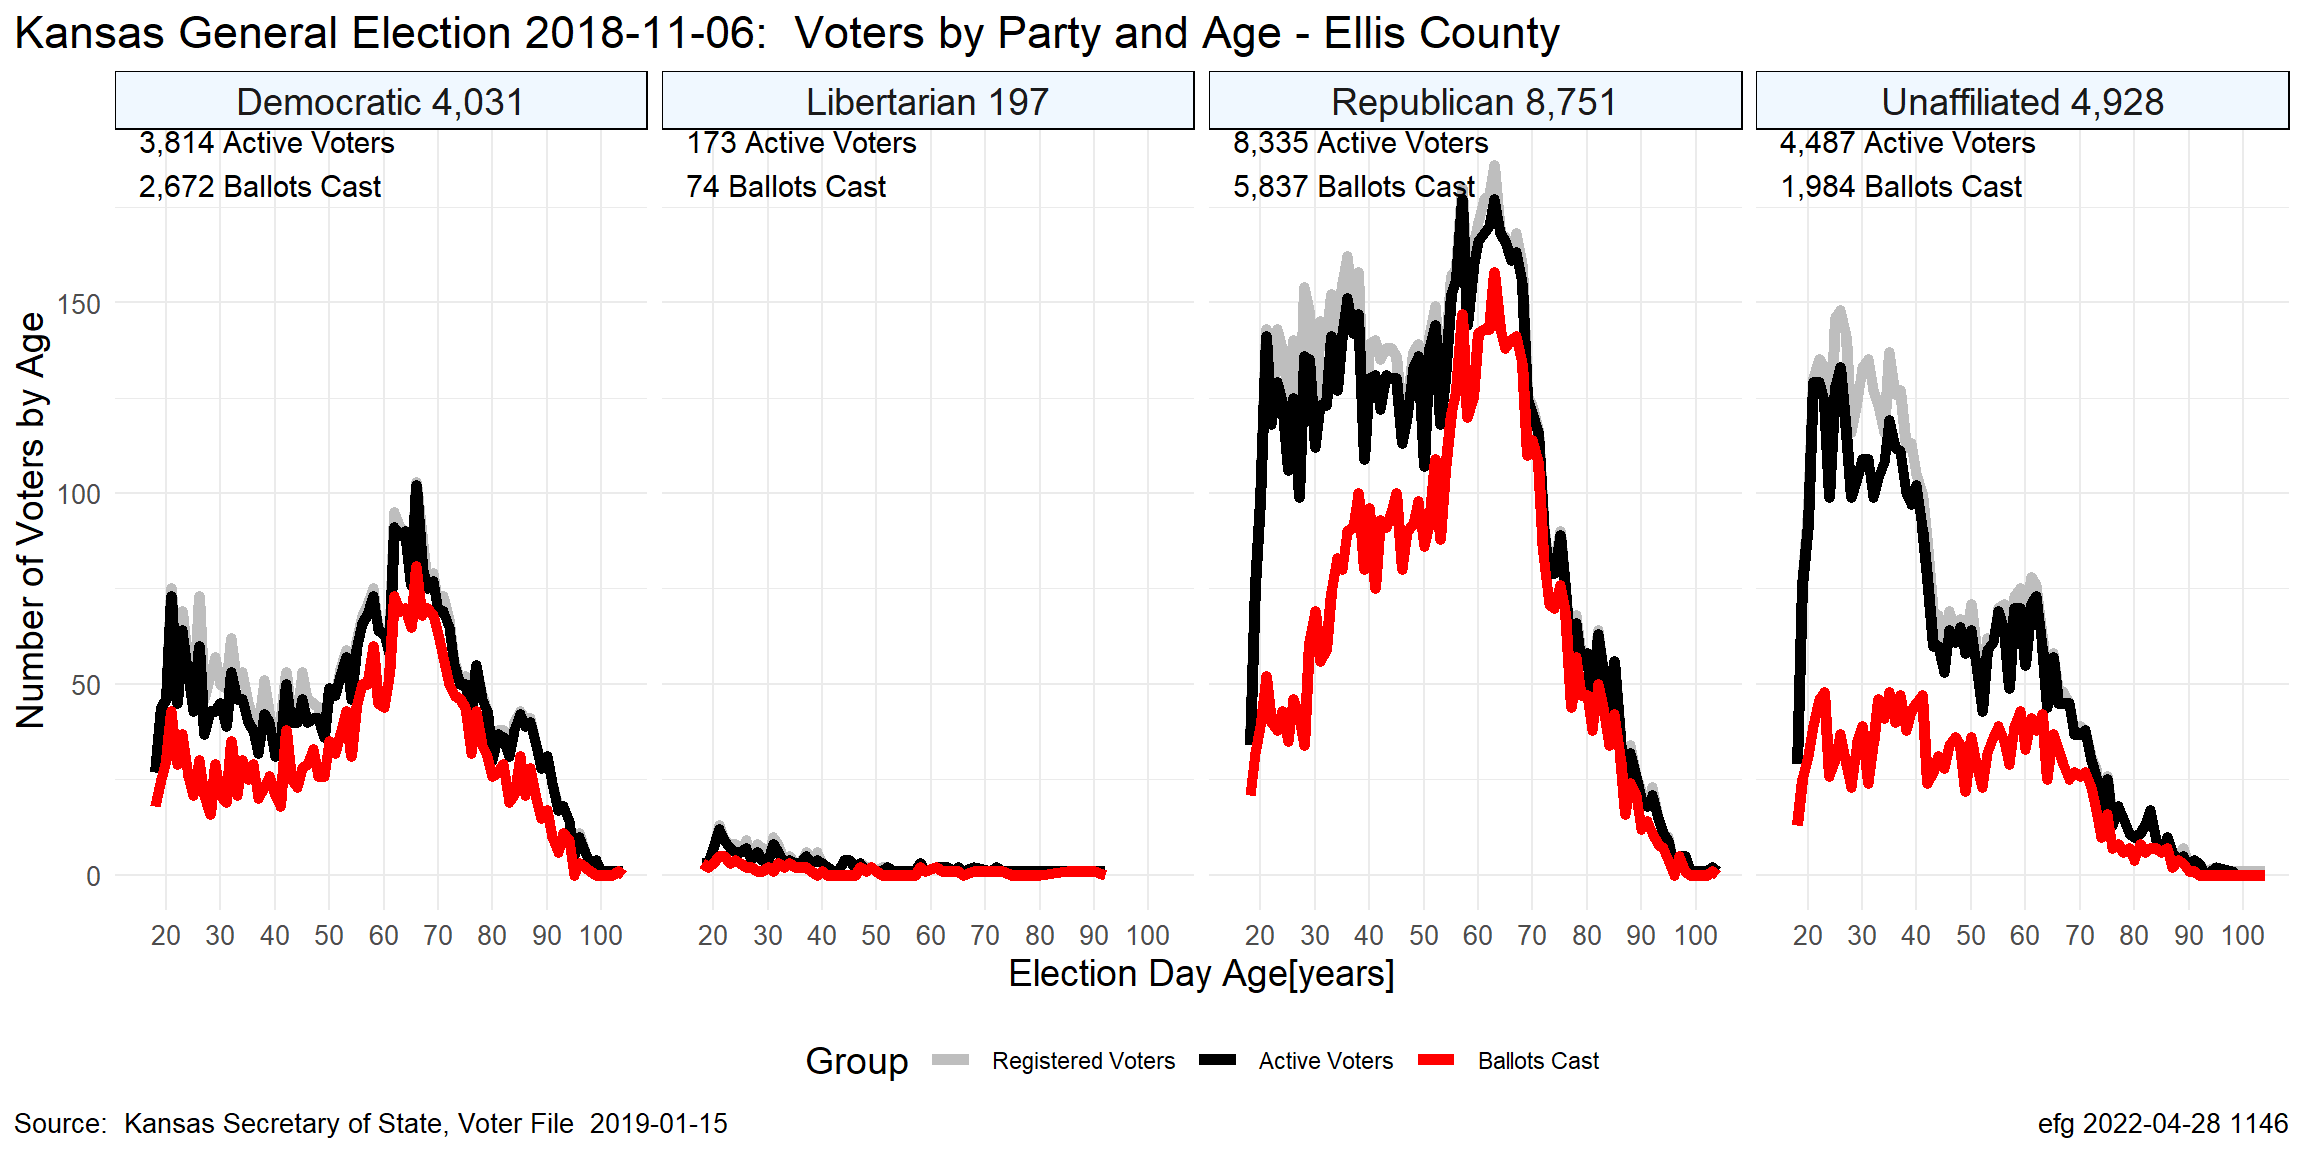 Kansas General Election 2018-11-06:  Voters by Party and Age - Ellis County
Democratic 4,031
Libertarian 197
Republican 8,751
Unaffiliated 4,928
3,814 Active Voters
2,672 Ballots Cast
173 Active Voters
74 Ballots Cast
8,335 Active Voters
5,837 Ballots Cast
4,487 Active Voters
1,984 Ballots Cast
Number of Voters by Age
150
100
50
0
20 30 40 50 60 70 80 90 100
20 30 40 50 60 70 80 90 100
20 30 40 50 60 70 80 90 100
20 30 40 50 60 70 80 90 100
Election Day Age[years]
Group Registered Voters Active Voters Ballots Cast
Source:  Kansas Secretary of State, Voter File  2019-01-15
efg 2022-04-28 1146